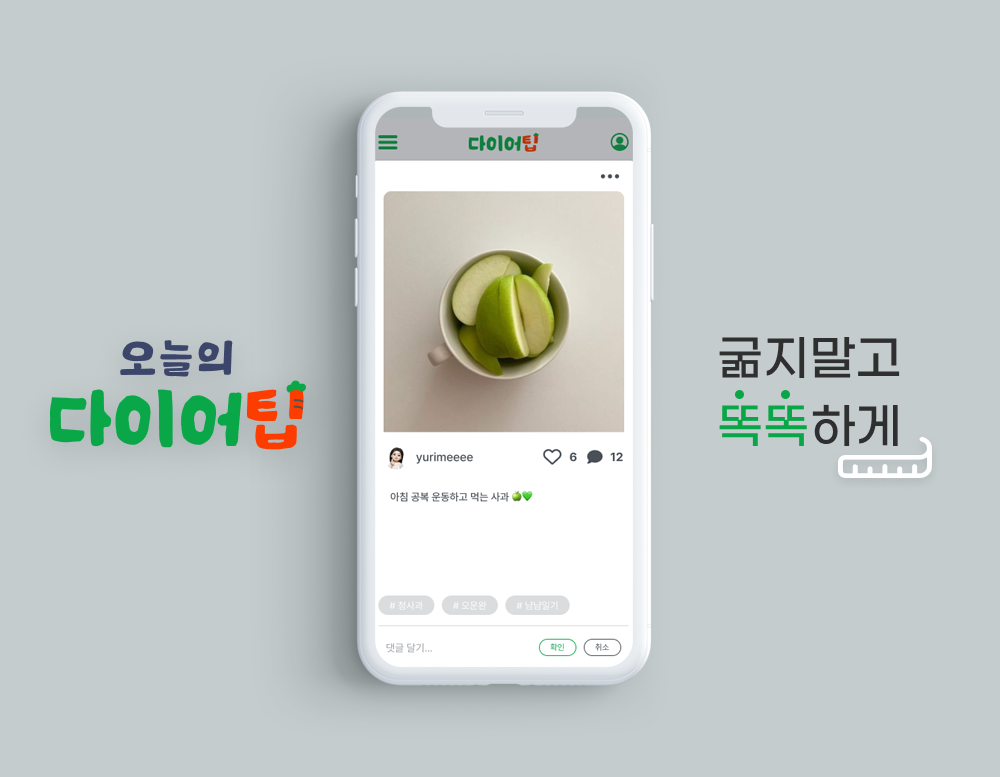 오늘의
다이어팁
다이어팁
yurimeeee
6
12
아침 공복 운동하고 먹는 사과 🍏💚
# 청사과
# 오운완
# 냠냠일기
댓글 달기...
확인
취소
굶지말고
똑똑하게